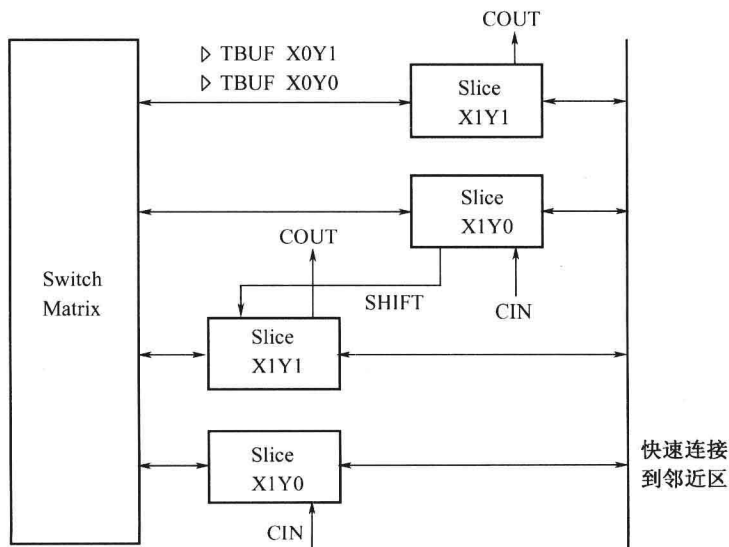 COUT
▷ TBUF X0Y1
▷ TBUF X0Y0
Slice
X1Y1
Slice
X1Y0
COUT
Switch
Matrix
SHIFT
CIN
Slice
X1Y1
Slice
X1Y0
快速连接
到邻近区
CIN